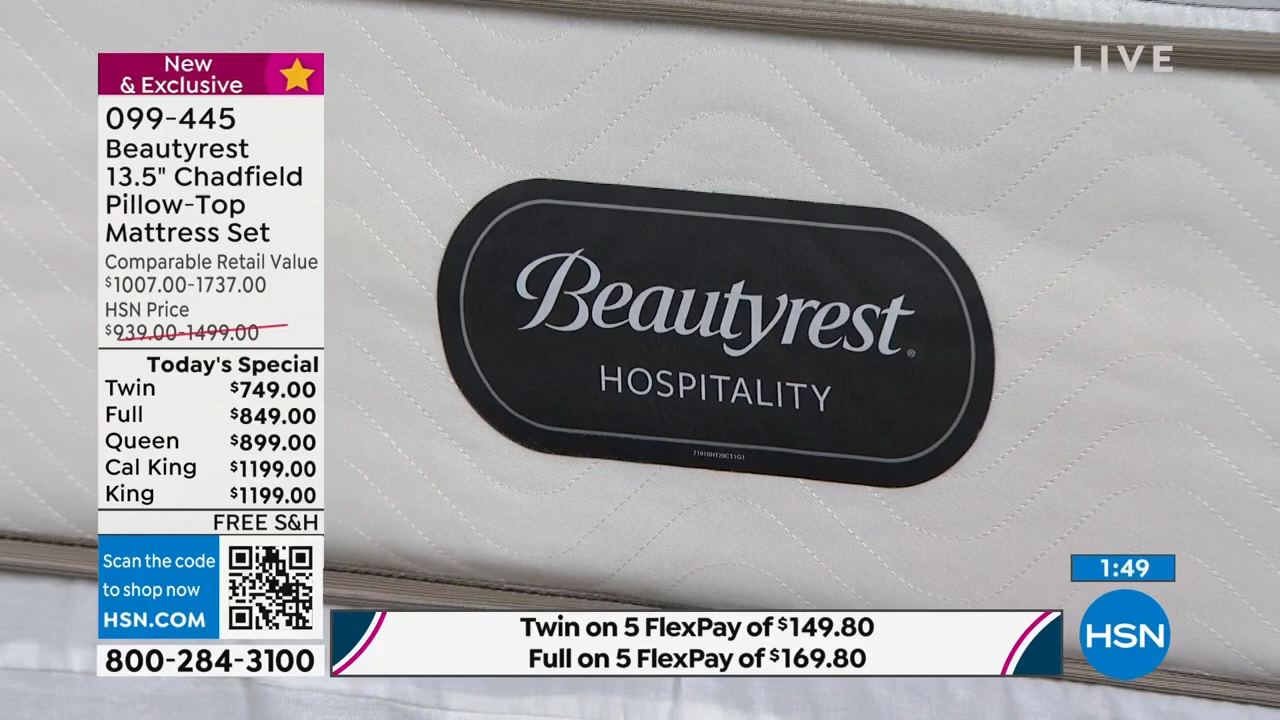 LIVE
New
& Exclusive
099-445
Beautyrest
13.5" Chadfield
Pillow-Top
Mattress Set
Comparable Retail Value
$1007.00-1737.00
HSN Price
$939.00-1499.00
Today's Special
Twin $749.00
Full $849.00
Queen $899.00
Cal King $1199.00
King $1199.00
FREE S&H
Scan the code
to shop now
HSN.COM
800-284-3100
Beautyrest®
HOSPITALITY
1:49
HSN
Twin on 5 FlexPay of $149.80
Full on 5 FlexPay of $169.80